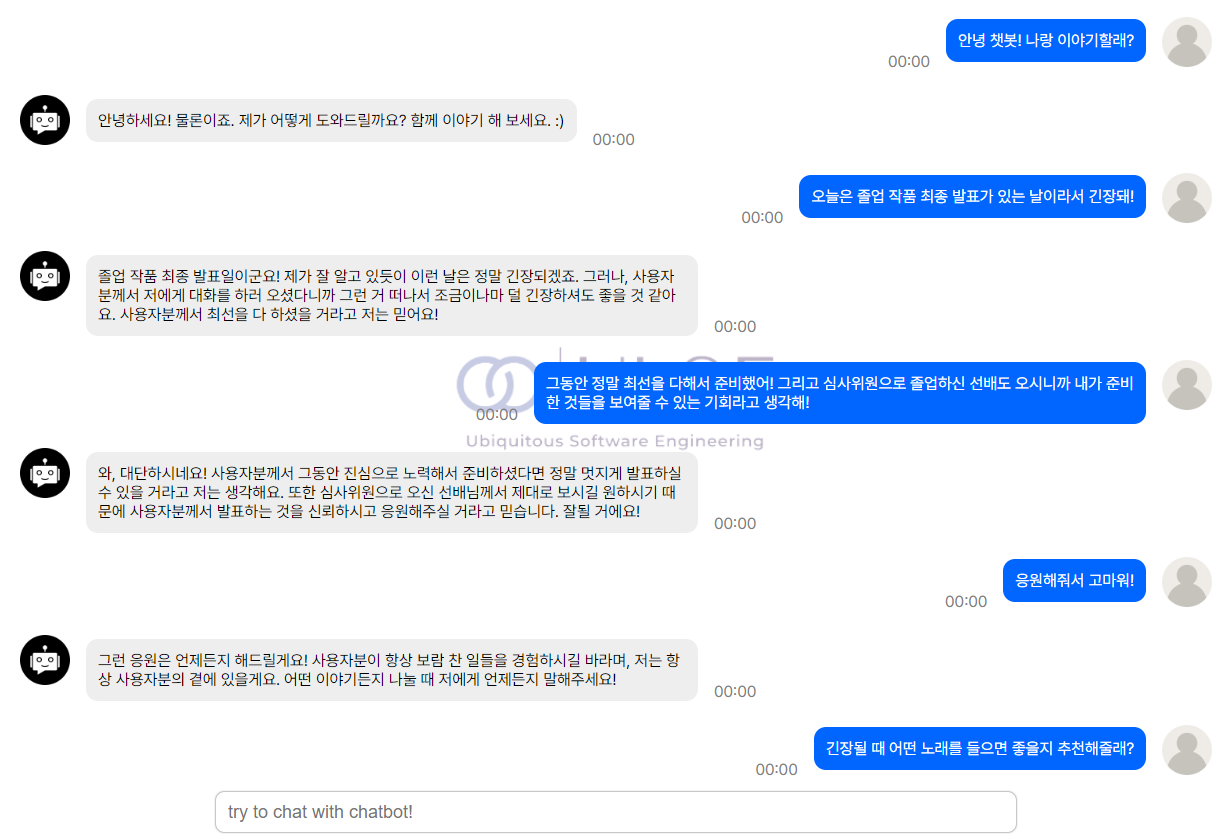 안녕 챗봇! 나랑 이야기할래?
00:00
안녕하세요! 물론이죠. 제가 어떻게 도와드릴까요? 함께 이야기 해 보세요. :)
00:00
오늘은 졸업 작품 최종 발표가 있는 날이라서 긴장돼!
00:00
졸업 작품 최종 발표일이군요! 제가 잘 알고 있듯이 이런 날은 정말 긴장되겠죠. 그러나, 사용자
분께서 저에게 대화를 하러 오셨다니까 그런 거 떠나서 조금이나마 덜 긴장하셔도 좋을 것 같아
요. 사용자분께서 최선을 다 하셨을 거라고 저는 믿어요!
00:00
그동안 정말 최선을 다해서 준비했어! 그리고 심사위원으로 졸업하신 선배도 오시니까 내가 준비
한 것들을 보여줄 수 있는 기회라고 생각해!
00:00
Ubiquitous Software Engineering
와, 대단하시네요! 사용자분께서 그동안 진심으로 노력해서 준비하셨다면 정말 멋지게 발표하실
수 있을 거라고 저는 생각해요. 또한 심사위원으로 오신 선배님께서 제대로 보시길 원하시기 때
문에 사용자분께서 발표하는 것을 신뢰하시고 응원해주실 거라고 믿습니다. 잘될 거에요!
00:00
응원해줘서 고마워!
00:00
그런 응원은 언제든지 해드릴게요! 사용자분이 항상 보람 찬 일들을 경험하시길 바라며, 저는 항
상 사용자분의 곁에 있을게요. 어떤 이야기든지 나눌 때 저에게 언제든지 말해주세요!
00:00
긴장될 때 어떤 노래를 들으면 좋을지 추천해줄래?
00:00
try to chat with chatbot!